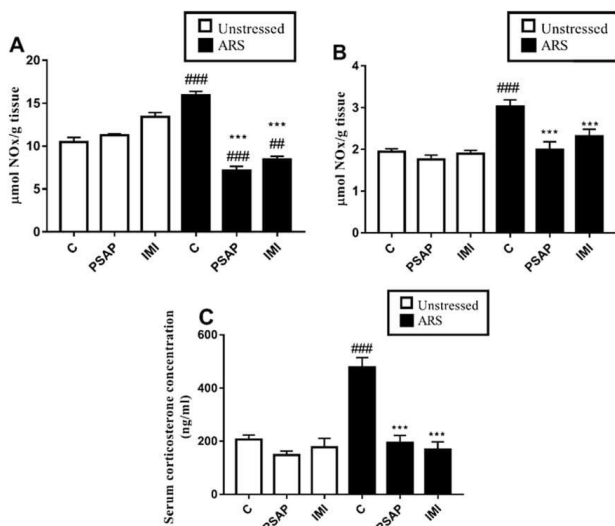 Unstressed
ARS
A
μmol NOx/g tissue
20
15
10
5
0
###
***
###
***
##
C
PSAP
IMI
C
PSAP
IMI
Unstressed
ARS
B
μmol NOx/g tissue
4
3
2
1
0
###
***
***
C
PSAP
IMI
C
PSAP
IMI
Unstressed
ARS
C
Serum corticosterone concentration
(ng/ml)
600
400
200
0
###
***
***
C
PSAP
IMI
C
PSAP
IMI